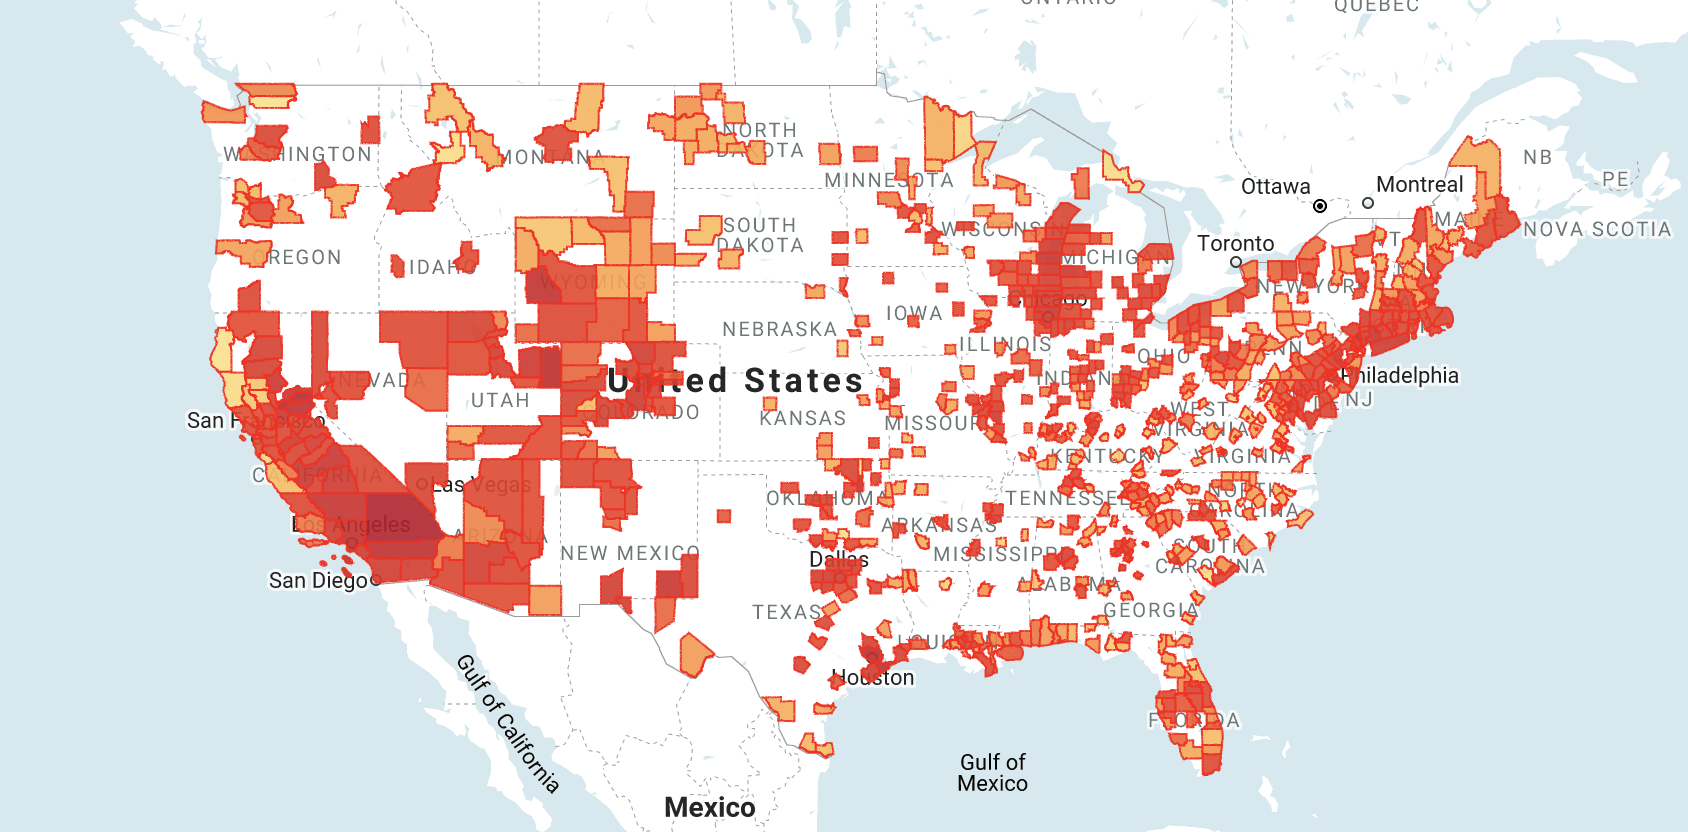 ONTARIO
QUEBEC
NB
PE
Ottawa
Montreal
NORTH
DAKOTA
WASHINGTON
MONTANA
MINNESOTA
MA
NOVA SCOTIA
SOUTH
DAKOTA
WISCONSIN
VT
Toronto
OREGON
IDAHO
MICHIGAN
WYOMING
NEW YORK
Chicago
IOWA
NEBRASKA
ILLINOIS
OHIO
PENN
United States
NEVADA
INDIANA
Philadelphia
UTAH
NJ
San Francisco
COLORADO
KANSAS
MISSOURI
WEST
VIRGINIA
KENTUCKY
VIRGINIA
CALIFORNIA
Las Vegas
OKLAHOMA
TENNESSEE
NORTH
CAROLINA
Los Angeles
ARIZONA
ARKANSAS
NEW MEXICO
MISSISSIPPI
SOUTH
CAROLINA
Dallas
San Diego
ALABAMA
TEXAS
GEORGIA
LOUISIANA
Houston
Gulf of California
FLORIDA
Gulf of
Mexico
Mexico